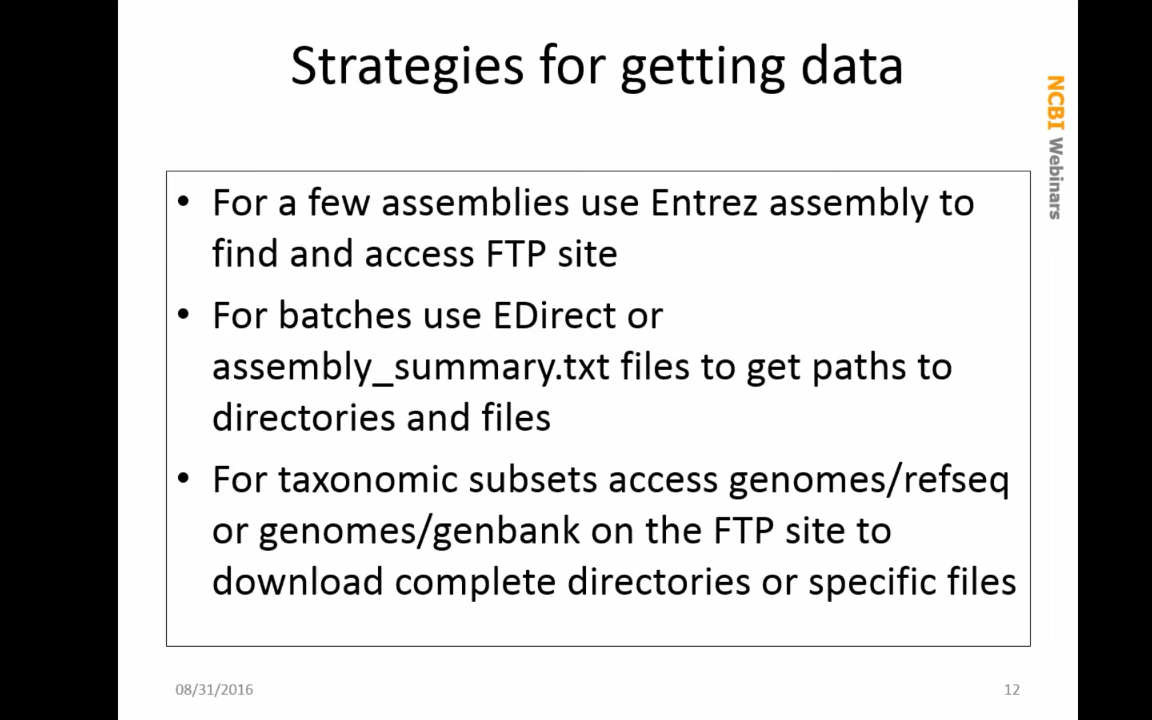 Strategies for getting data
NCBI Webinars
• For a few assemblies use Entrez assembly to
find and access FTP site
• For batches use EDirect or
assembly_summary.txt files to get paths to
directories and files
• For taxonomic subsets access genomes/refseq
or genomes/genbank on the FTP site to
download complete directories or specific files
08/31/2016
12